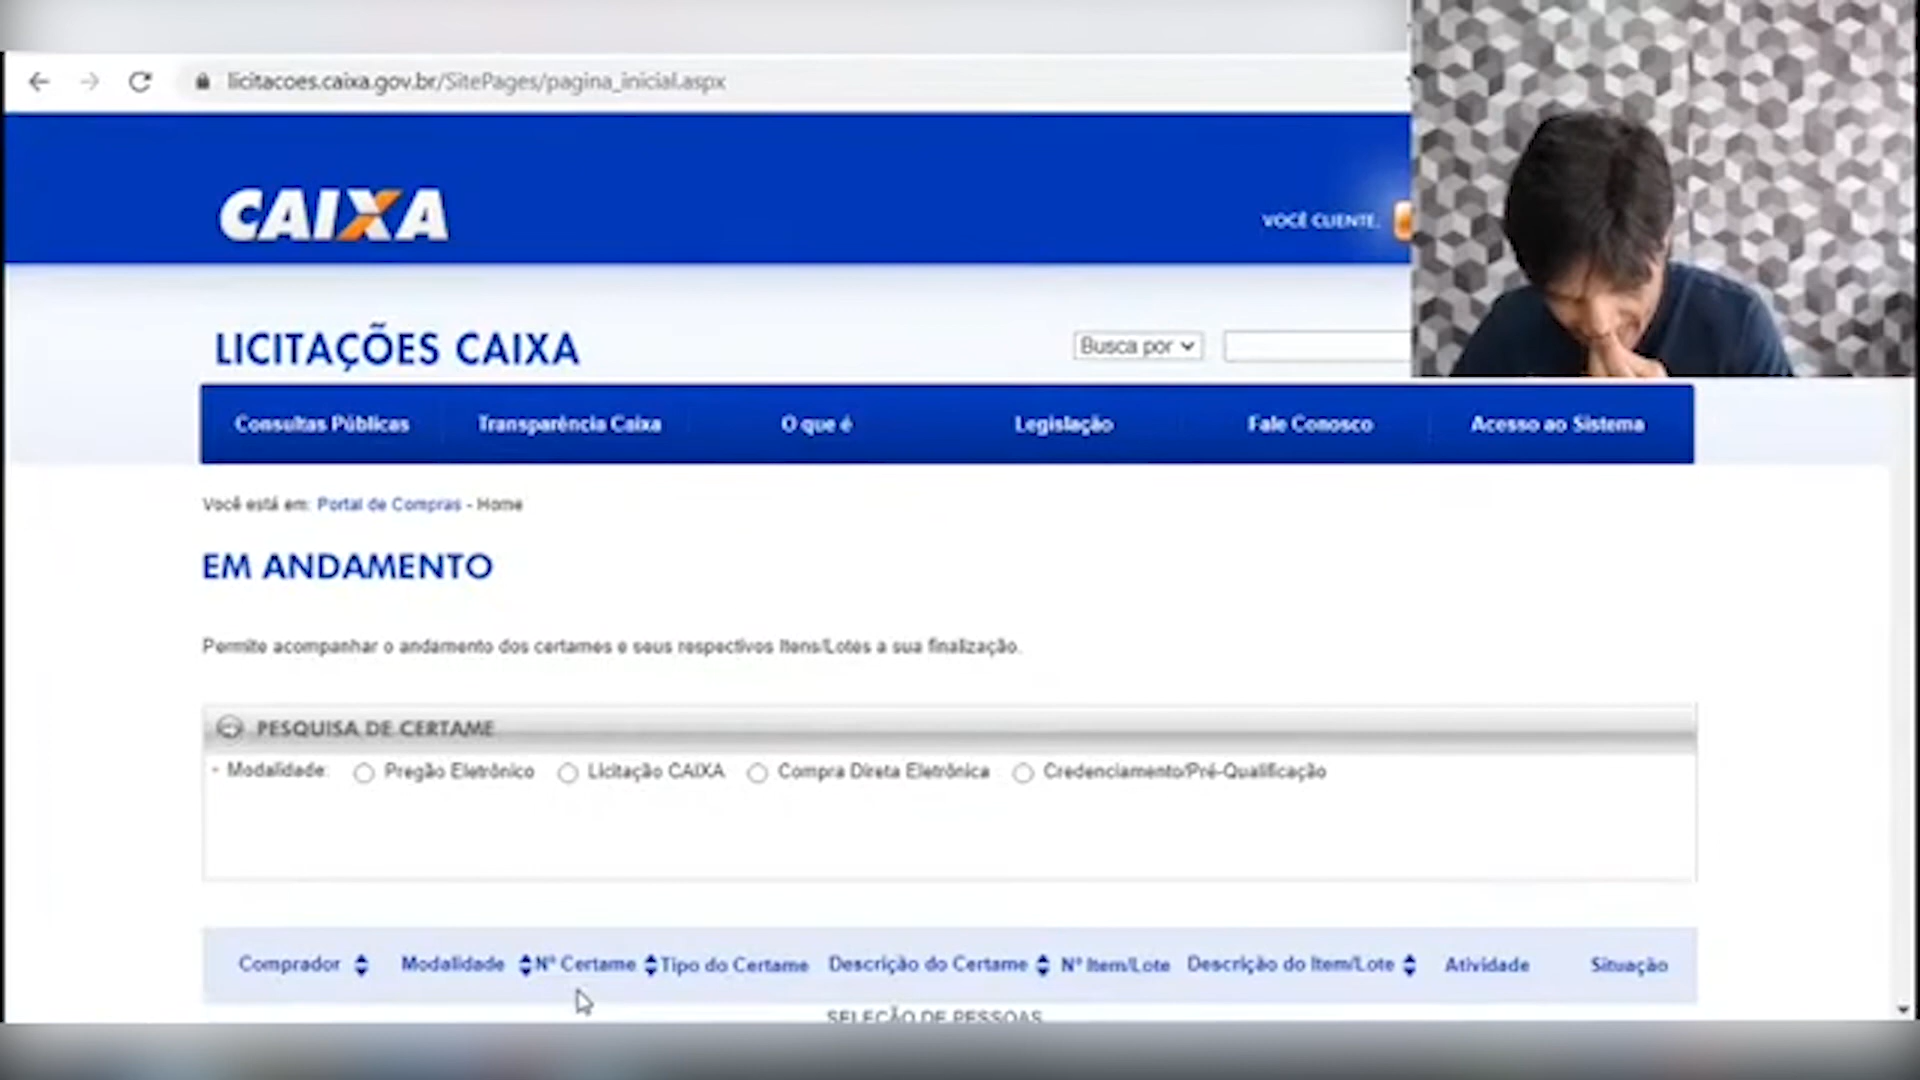 licitacoes.caixa.gov.br/SitePages/pagina_inicial.aspx
CAIXA
VOCÊ CLIENTE.
LICITAÇÕES CAIXA
Busca por
Consultas Públicas Transparência Caixa O que é Legislação Fale Conosco Acesso ao Sistema
Você está em: Portal de Compras - Home
EM ANDAMENTO
Permite acompanhar o andamento dos certames e seus respectivos Itens/Lotes a sua finalização.
PESQUISA DE CERTAME
- Modalidade: Pregão Eletrônico Licitação CAIXA Compra Direta Eletrônica Credenciamento/Pré-Qualificação
Comprador Modalidade Nº Certame Tipo do Certame Descrição do Certame Nº Item/Lote Descrição do Item/Lote Atividade Situação
SELEÇÃO DE PESSOAS